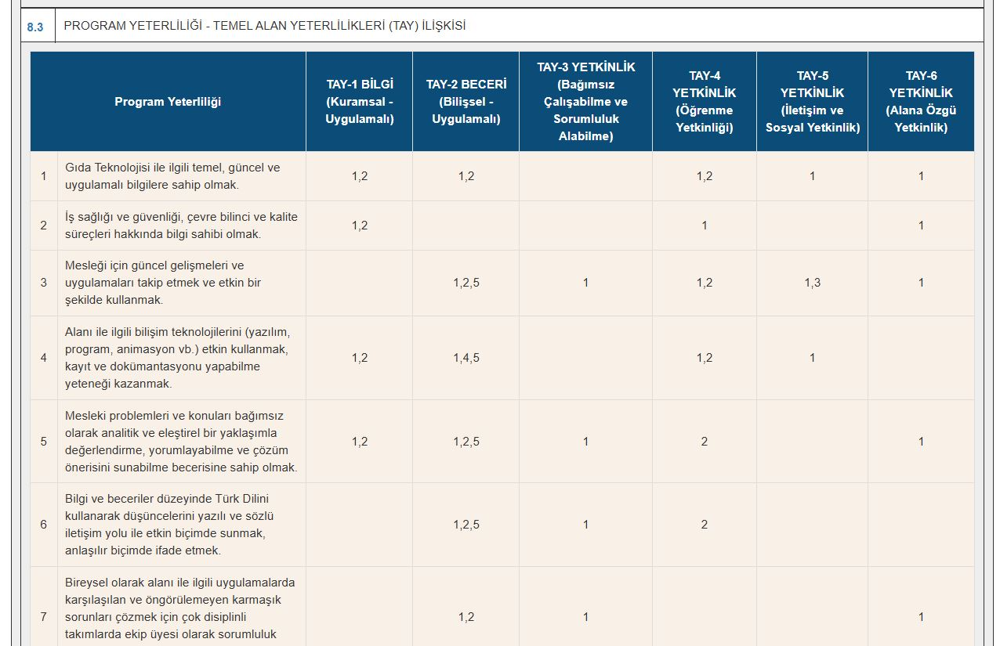 8.3
PROGRAM YETERLİLİĞİ - TEMEL ALAN YETERLİLİKLERİ (TAY) İLİŞKİSİ
Program Yeterliliği
TAY-1 BİLGİ
(Kuramsal -
Uygulamalı)
TAY-2 BECERİ
(Bilişsel -
Uygulamalı)
TAY-3 YETKİNLİK
(Bağımsız
Çalışabilme ve
Sorumluluk
Alabilme)
TAY-4
YETKİNLİK
(Öğrenme
Yetkinliği)
TAY-5
YETKİNLİK
(İletişim ve
Sosyal Yetkinlik)
TAY-6
YETKİNLİK
(Alana Özgü
Yetkinlik)
1
Gıda Teknolojisi ile ilgili temel, güncel ve
uygulamalı bilgilere sahip olmak.
1,2
1,2
1,2
1
1
2
İş sağlığı ve güvenliği, çevre bilinci ve kalite
süreçleri hakkında bilgi sahibi olmak.
1,2
1
1
3
Mesleği için güncel gelişmeleri ve
uygulamaları takip etmek ve etkin bir
şekilde kullanmak.
1,2,5
1
1,2
1,3
1
4
Alanı ile ilgili bilişim teknolojilerini (yazılım,
program, animasyon vb.) etkin kullanmak,
kayıt ve dokümantasyonu yapabilme
yeteneği kazanmak.
1,2
1,4,5
1,2
1
5
Mesleki problemleri ve konuları bağımsız
olarak analitik ve eleştirel bir yaklaşımla
değerlendirme, yorumlayabilme ve çözüm
önerisini sunabilme becerisine sahip olmak.
1,2
1,2,5
1
2
1
6
Bilgi ve beceriler düzeyinde Türk Dilini
kullanarak düşüncelerini yazılı ve sözlü
iletişim yolu ile etkin biçimde sunmak,
anlaşılır biçimde ifade etmek.
1,2,5
1
2
7
Bireysel olarak alanı ile ilgili uygulamalarda
karşılaşılan ve öngörülemeyen karmaşık
sorunları çözmek için çok disiplinli
takımlarda ekip üyesi olarak sorumluluk
1,2
1
1